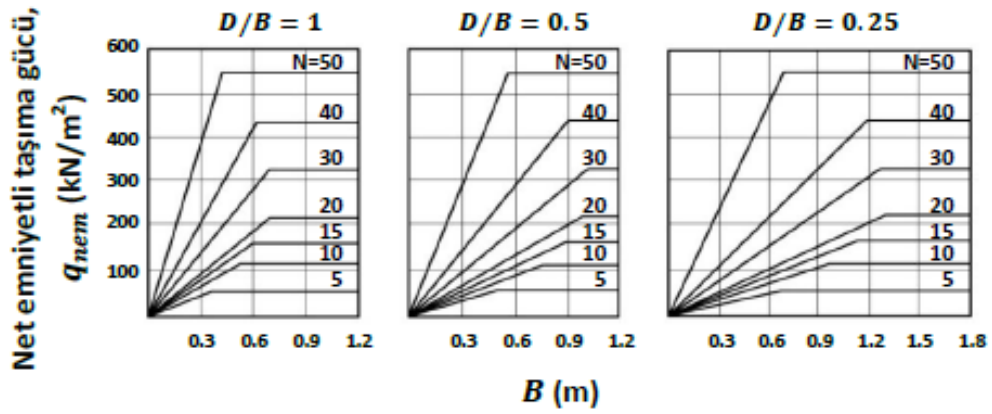 Net emniyetli taşıma gücü,
q_nem (kN/m²)
D/B = 1
D/B = 0.5
D/B = 0.25
600
500
400
300
200
100
N=50
40
30
20
15
10
5
N=50
40
30
20
15
10
5
N=50
40
30
20
15
10
5
0.3 0.6 0.9 1.2
0.3 0.6 0.9 1.2
0.3 0.6 0.9 1.2 1.5 1.8
B (m)